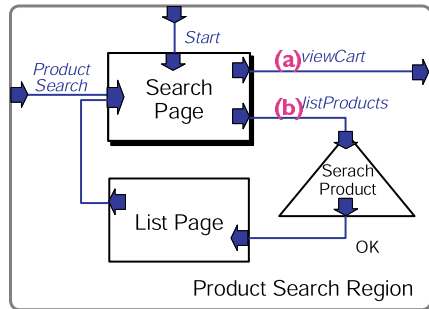 Start
(a) viewCart
Product
Search
Search
Page
(b) listProducts
Serach
Product
List Page
OK
Product Search Region